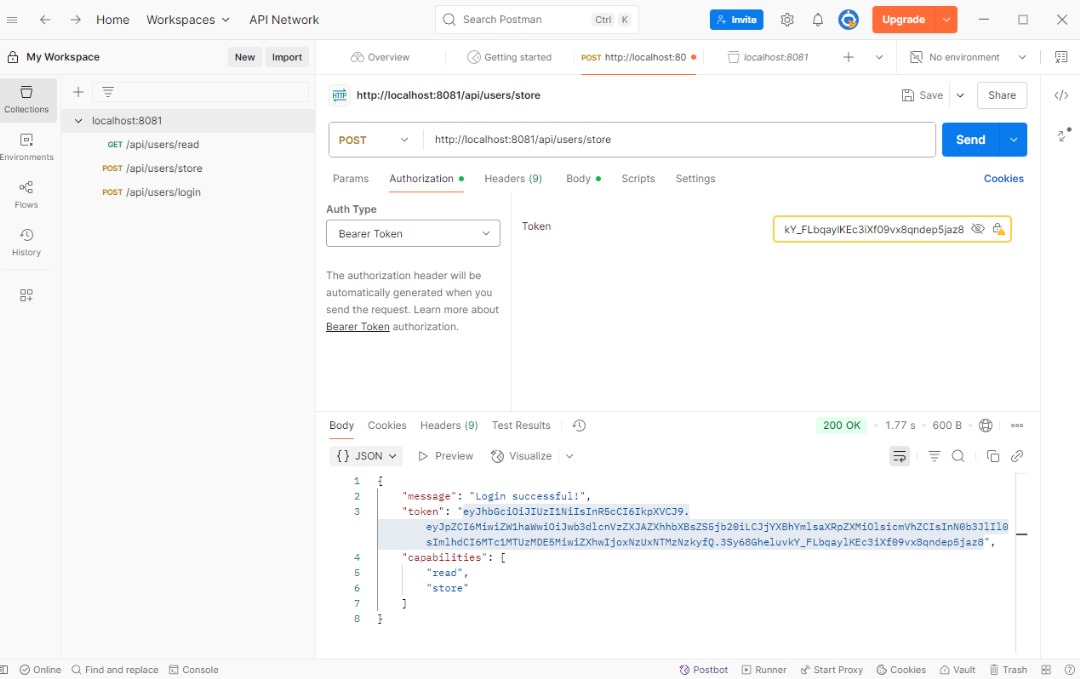 Home Workspaces API Network Search Postman Ctrl K Invite Upgrade
My Workspace New Import Overview Getting started POST http://localhost:80 localhost:8081 No environment
Collections
Environments
Flows
History
localhost:8081
GET /api/users/read
POST /api/users/store
POST /api/users/login
HTTP http://localhost:8081/api/users/store Save Share
POST http://localhost:8081/api/users/store Send
Params Authorization Headers (9) Body Scripts Settings Cookies
Auth Type
Bearer Token
The authorization header will be
automatically generated when you
send the request. Learn more about
Bearer Token authorization.
Token kY_FLbqaylKEc3iXf09vx8qndep5jaz8
Body Cookies Headers (9) Test Results 200 OK 1.77 s 600 B
{} JSON Preview Visualize
1 {
2 "message": "Login successful!",
3 "token": "eyJhbGciOiJIUzI1NiIsInR5cCI6IkpXVCJ9.
eyJpZCI6MiwiZW1haWwiOiJwb3dlcnVzZXJAZXhhbXBsZS5jb20iLCJjYXBhYmlsaXRpZXMiOlsicmVhZCIsInN0b3JlIl0
sImlhdCI6MTc1MTUzMDE5MiwiZXhwIjoxNzUxNTMzNzkyfQ.3Sy68GheluvkY_FLbqaylKEc3iXf09vx8qndep5jaz8",
4 "capabilities": [
5 "read",
6 "store"
7 ]
8 }
Online Find and replace Console Postbot Runner Start Proxy Cookies Vault Trash